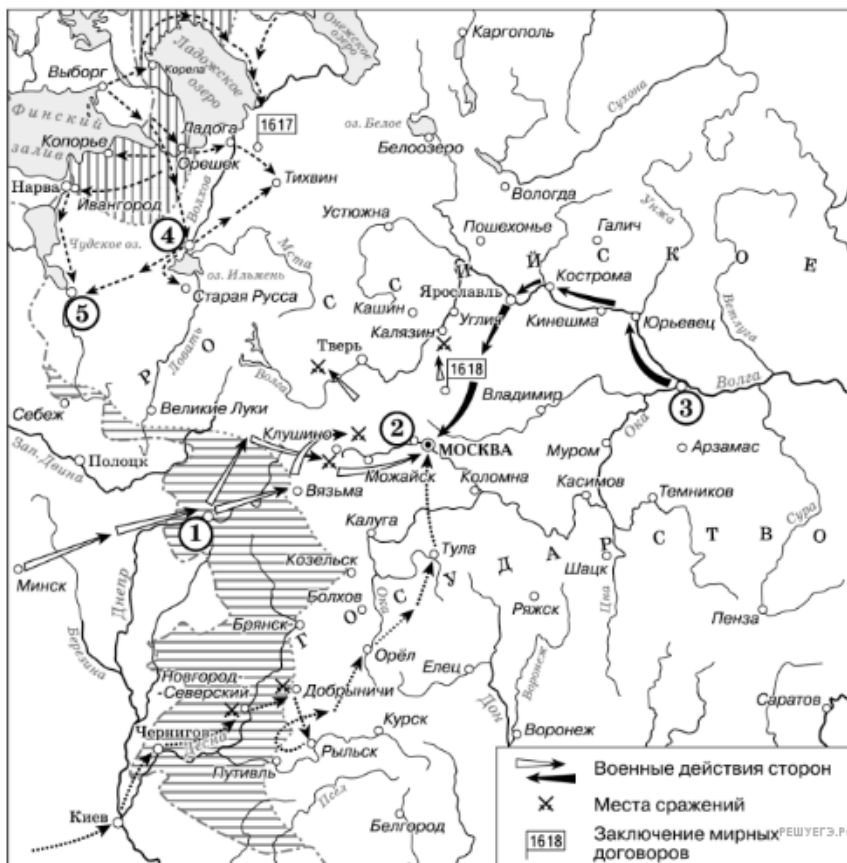 Каргополь
Онежское
озеро
Ладожское
озеро
Корела
Выборг
Сухона
Финский
залив
Ладога
1617
оз. Белое
Белоозеро
Копорье
Орешек
Нарва
Ивангород
Волхов
Тихвин
Вологда
Устюжна
Пошехонье
Галич
Унжа
4
Чудское оз.
Мста
оз. Ильмень
Старая Русса
5
Ловать
РОССИЙСКОЕ
Ярославль
Кострома
Кашин
Углич
Калязин
Кинешма
Юрьевец
Ветлуга
Тверь
Волга
1618
Владимир
3
Волга
Себеж
Великие Луки
Клушино
2
МОСКВА
Ока
Муром
Арзамас
Зап. Двина
Полоцк
Можайск
Коломна
Касимов
Темников
Вязьма
Сура
1
Калуга
ГОСУДАРСТВО
Минск
Днепр
Козельск
Тула
Шацк
Цна
Болхов
Ока
Ряжск
Пенза
Березина
Брянск
Орёл
Елец
Воронеж
Новгород
-Северский
Добрыничи
Дон
Саратов
Чернигов
Десна
Курск
Воронеж
Путивль
Рыльск
Киев
Псёл
Белгород
Военные действия сторон
Места сражений
1618
Заключение мирных
договоров
РЕШУЕГЭ.РФ